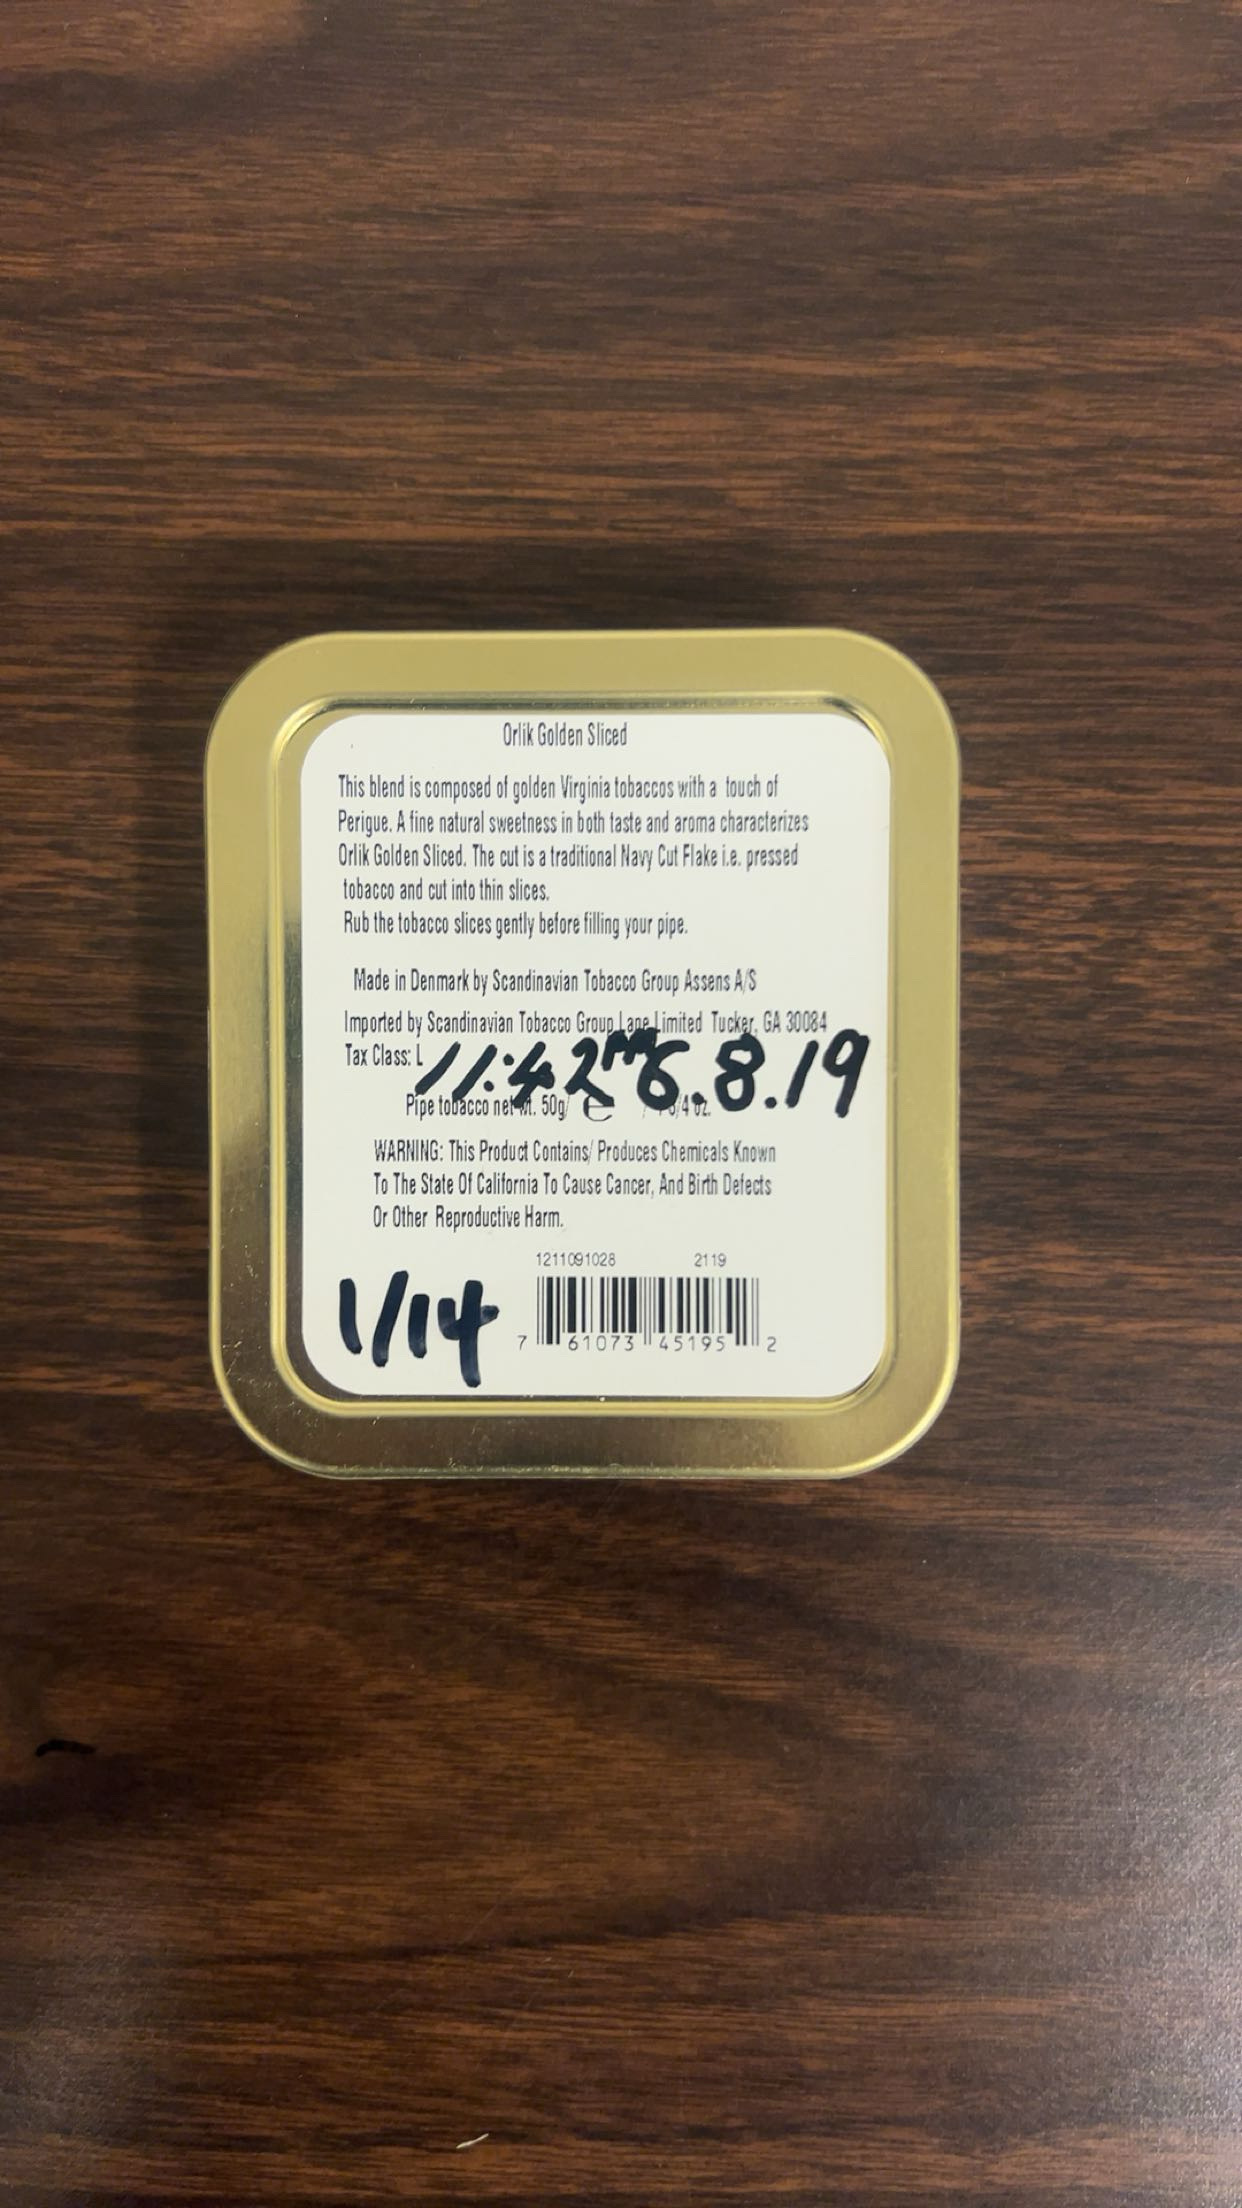 Orlik Golden Sliced
This blend is composed of golden Virginia tobaccos with a touch of
Perigue. A fine natural sweetness in both taste and aroma characterizes
Orlik Golden Sliced. The cut is a traditional Navy Cut Flake i.e. pressed
tobacco and cut into thin slices.
Rub the tobacco slices gently before filling your pipe.
Made in Denmark by Scandinavian Tobacco Group Assens A/S
Imported by Scandinavian Tobacco Group Lane Limited Tucker, GA 30084
Tax Class: L
11:42 8.19
Pipe tobacco net wt. 50g/ e / 1 3/4 oz.
WARNING: This Product Contains/ Produces Chemicals Known
To The State Of California To Cause Cancer, And Birth Defects
Or Other Reproductive Harm.
1211091028 2119
1/14
7 61073 45195 2